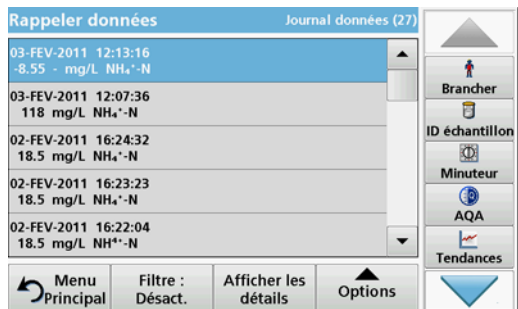 Rappeler données
Journal données (27)
03-FEV-2011 12:13:16
-8.55 - mg/L NH₄⁺-N
03-FEV-2011 12:07:36
118 mg/L NH₄⁺-N
02-FEV-2011 16:24:32
18.5 mg/L NH₄⁺-N
02-FEV-2011 16:23:23
18.5 mg/L NH₄⁺-N
02-FEV-2011 16:22:04
18.5 mg/L NH⁴⁺-N
Menu
Principal
Filtre :
Désact.
Afficher les
détails
Options
Brancher
ID échantillon
Minuteur
AQA
Tendances